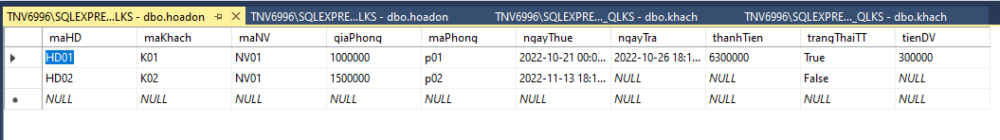 TNV6996\SQLEXPRE...LKS - dbo.hoadon TNV6996\SQLEXPRE...LKS - dbo.hoadon TNV6996\SQLEXPRE..._QLKS - dbo.khach TNV6996\SQLEXPRE..._QLKS - dbo.khach
maHD maKhach maNV giaPhong maPhong ngayThue ngayTra thanhTien trangThaiTT tienDV
HD01 K01 NV01 1000000 p01 2022-10-21 00:0... 2022-10-26 18:1... 6300000 True 300000
HD02 K02 NV01 1500000 p02 2022-11-13 18:1... NULL NULL False NULL
NULL NULL NULL NULL NULL NULL NULL NULL NULL NULL